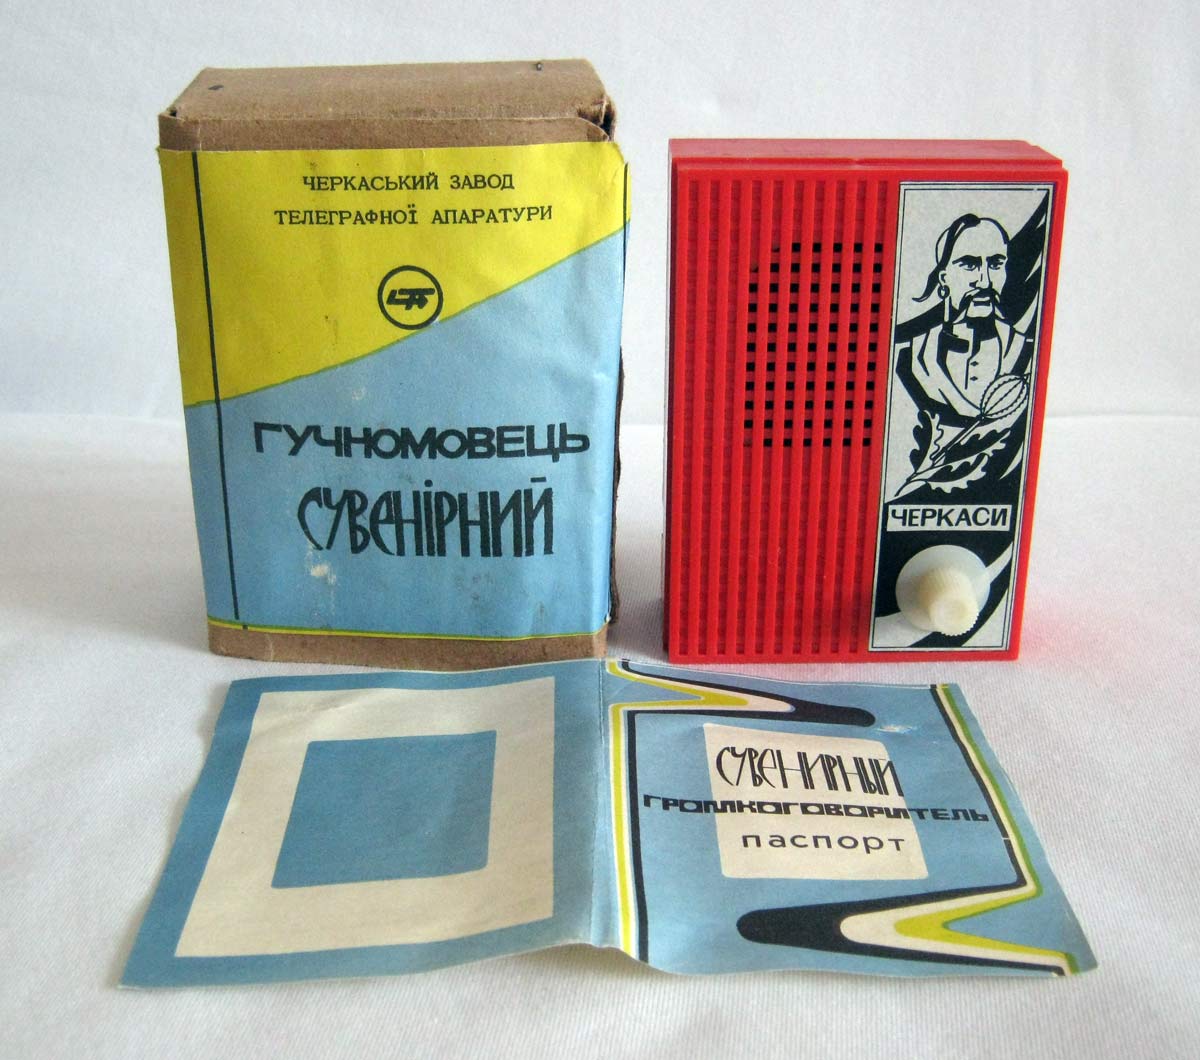 ЧЕРКАСЬКИЙ ЗАВОД
ТЕЛЕГРАФНОЇ АПАРАТУРИ
ГУЧНОМОВЕЦЬ
СУВЕНІРНИЙ
ЧЕРКАСИ
СУВЕНИРНЫЙ
ГРОМКОГОВОРИТЕЛЬ
паспорт